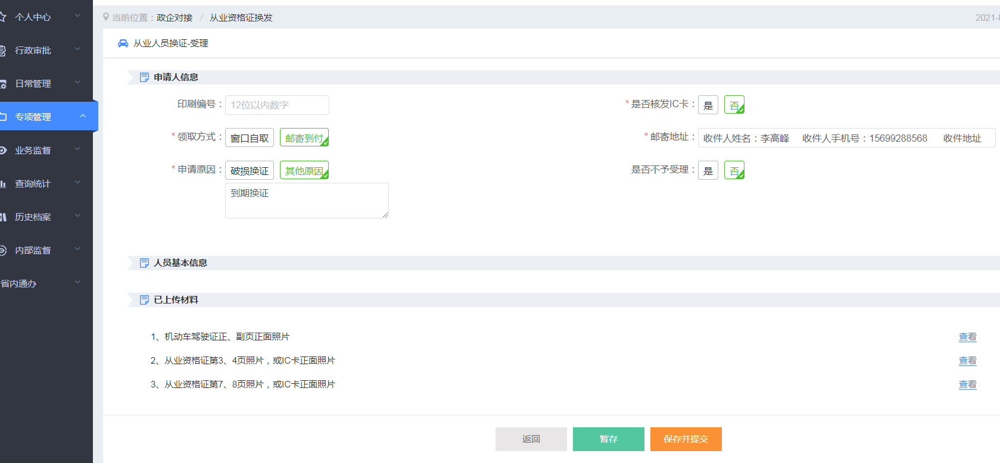 个人中心
行政审批
日常管理
专项管理
业务监督
查询统计
历史档案
内部监督
省内通办
当前位置：政企对接 / 从业资格证换发
2021-
从业人员换证-受理
申请人信息
印刷编号： 12位以内数字
*是否核发IC卡： 是 否
*领取方式： 窗口自取 邮寄到付
*邮寄地址： 收件人姓名：李高峰 收件人手机号：15699288568 收件地址
*申请原因： 破损换证 其他原因
是否不予受理： 是 否
到期换证
人员基本信息
已上传材料
1、机动车驾驶证正、副页正面照片 查看
2、从业资格证第3、4页照片，或IC卡正面照片 查看
3、从业资格证第7、8页照片，或IC卡正面照片 查看
返回 暂存 保存并提交